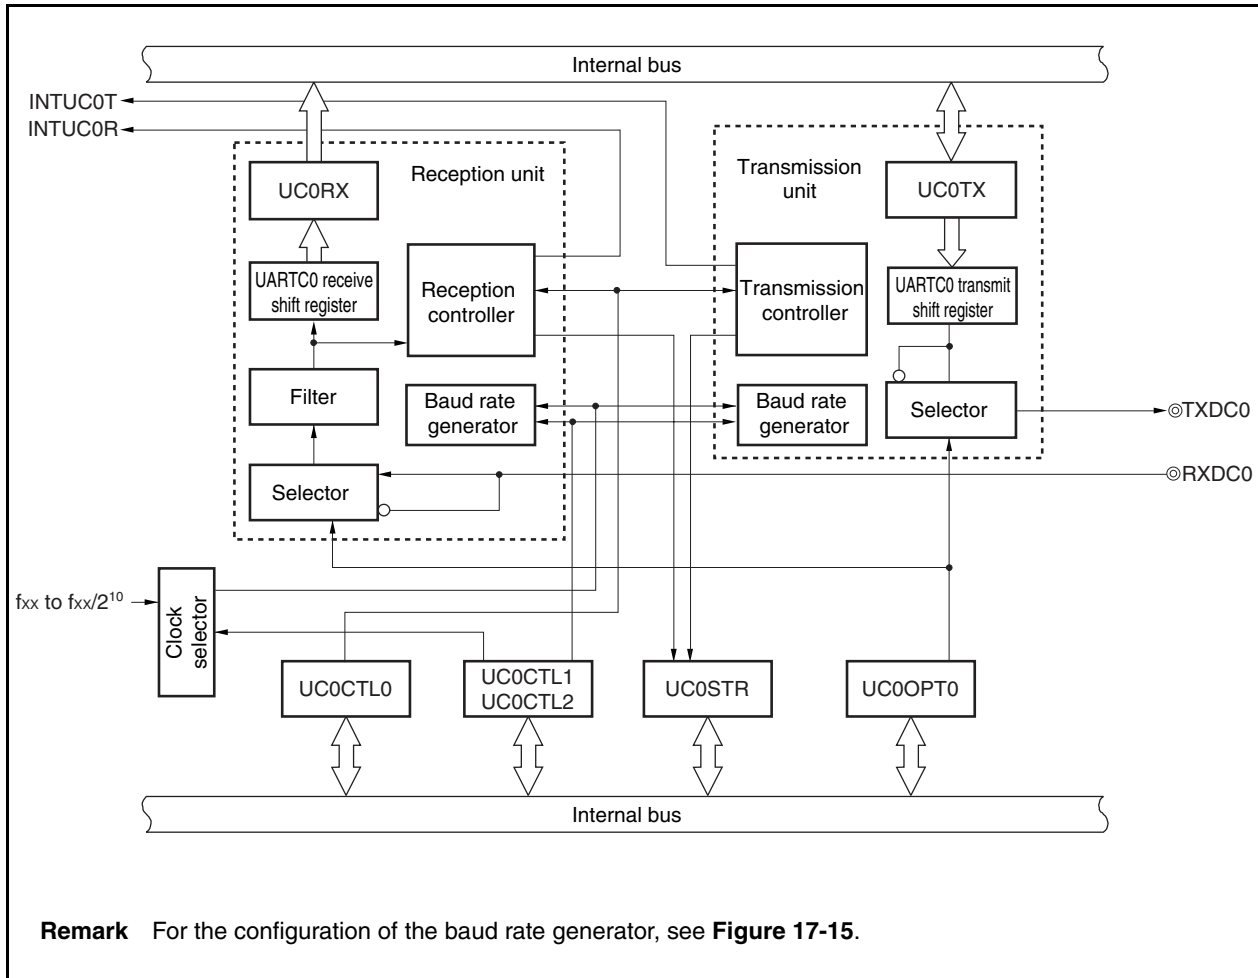 Internal bus
INTUC0T
INTUC0R
Reception unit
Transmission
unit
UC0RX
UC0TX
UARTC0 receive
shift register
Reception
controller
Transmission
controller
UARTC0 transmit
shift register
Filter
Baud rate
generator
Baud rate
generator
Selector
TXDC0
Selector
RXDC0
fxx to fxx/2¹⁰
Clock
selector
UC0CTL0
UC0CTL1
UC0CTL2
UC0STR
UC0OPT0
Internal bus
Remark For the configuration of the baud rate generator, see Figure 17-15.